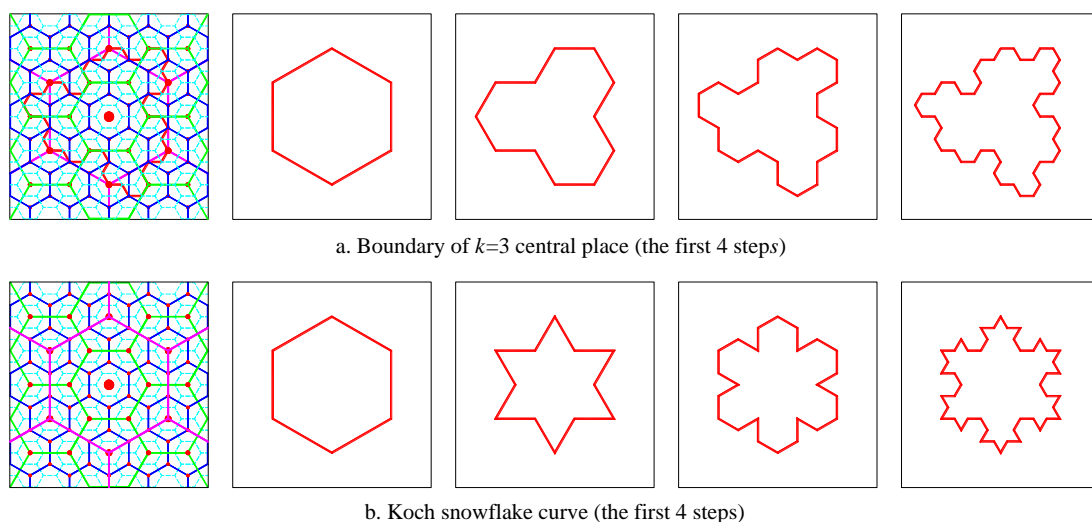 a. Boundary of k=3 central place (the first 4 steps)
b. Koch snowflake curve (the first 4 steps)